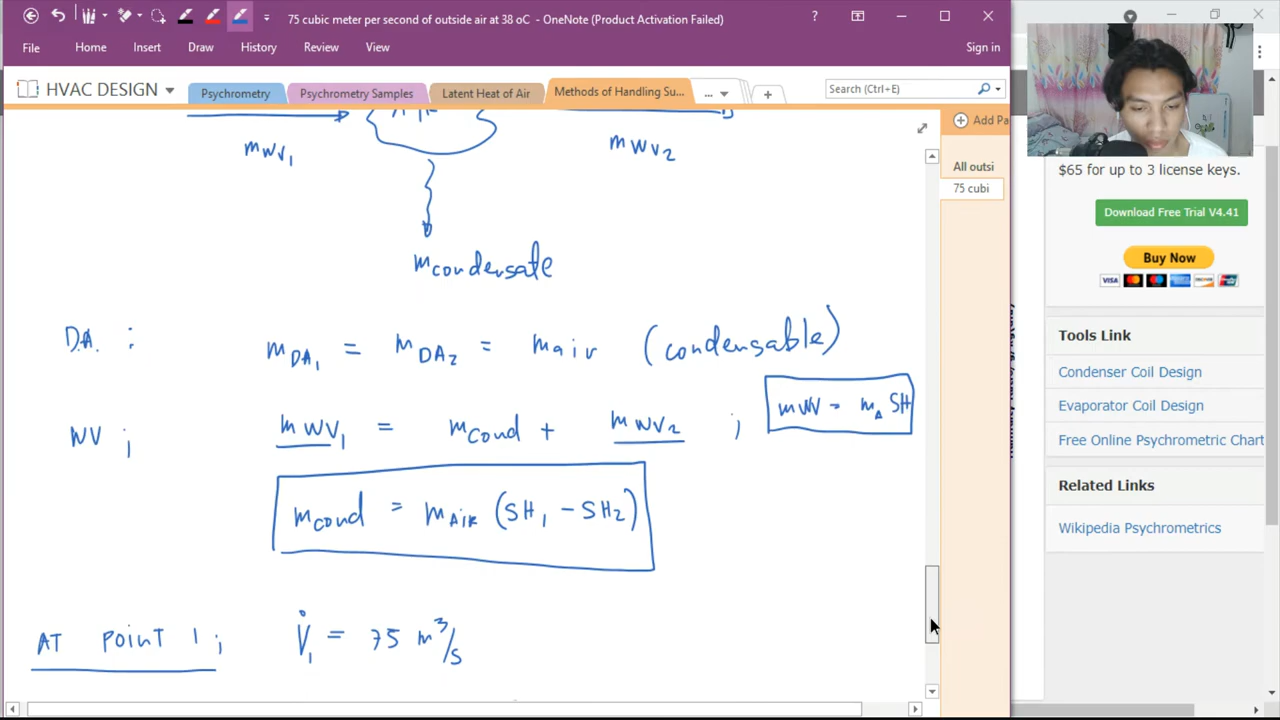 75 cubic meter per second of outside air at 38 oC - OneNote (Product Activation Failed)
File Home Insert Draw History Review View Sign in
HVAC DESIGN Psychrometry Psychrometry Samples Latent Heat of Air Methods of Handling Su... ... Search (Ctrl+E)
Add Pa
All outsi
75 cubi
mWV1 mWV2
mcondensate
D.A. : mDA1 = mDA2 = mair (condensable)
WV ; mWV1 = mcond + mWV2 ; mWV = mA SH
mcond = mAIR (SH1 - SH2)
AT POINT 1 ; V̇1 = 75 m³/s
$65 for up to 3 license keys.
Download Free Trial V4.41
Buy Now
VISA
Tools Link
Condenser Coil Design
Evaporator Coil Design
Free Online Psychrometric Chart
Related Links
Wikipedia Psychrometrics